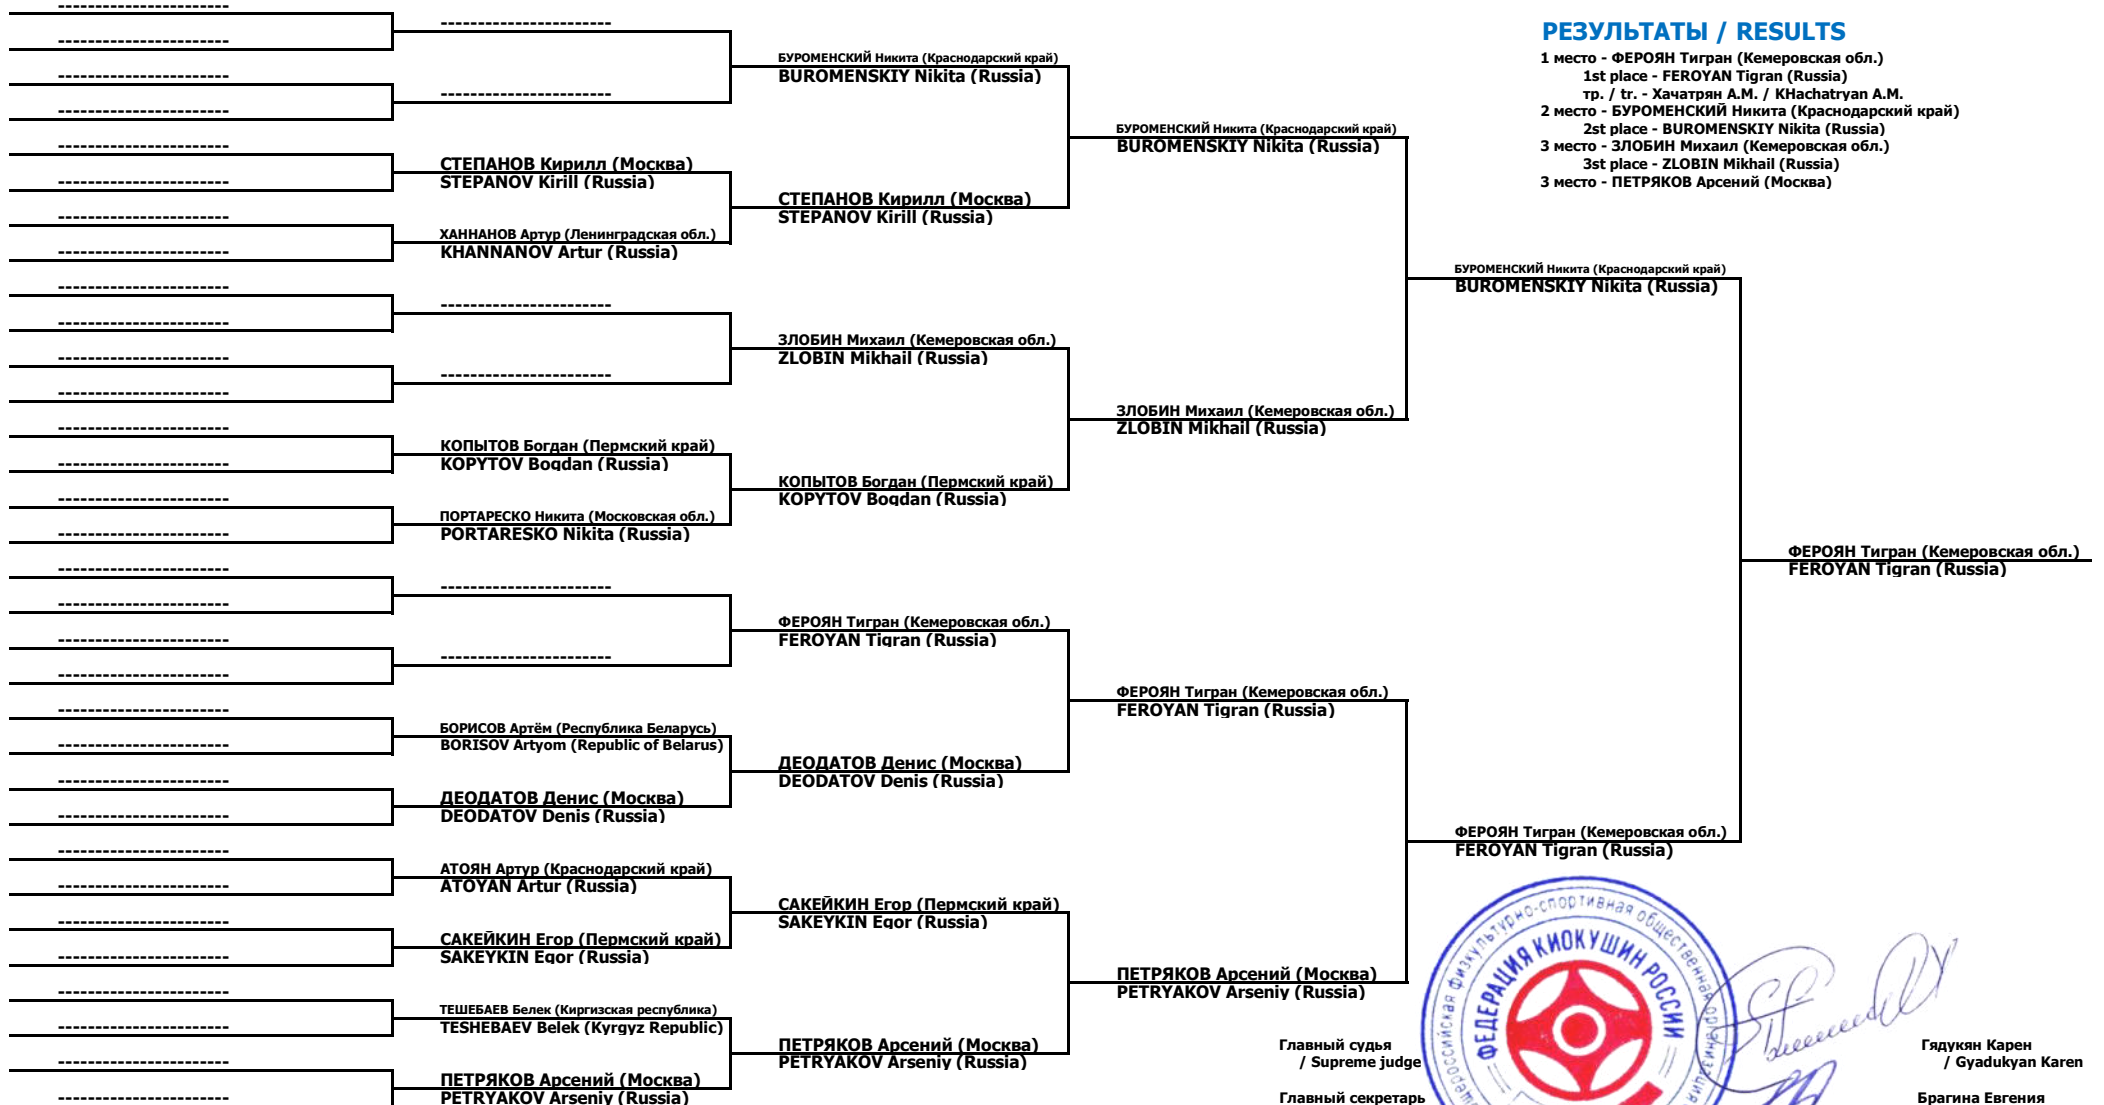 РЕЗУЛЬТАТЫ / RESULTS
1 место - ФЕРОЯН Тигран (Кемеровская обл.)
1st place - FEROYAN Tigran (Russia)
тр. / tr. - Хачатрян А.М. / KHachatryan A.M.
2 место - БУРОМЕНСКИЙ Никита (Краснодарский край)
2st place - BUROMENSKIY Nikita (Russia)
3 место - ЗЛОБИН Михаил (Кемеровская обл.)
3st place - ZLOBIN Mikhail (Russia)
3 место - ПЕТРЯКОВ Арсений (Москва)
СТЕПАНОВ Кирилл (Москва)
STEPANOV Kirill (Russia)
ХАННАНОВ Артур (Ленинградская обл.)
KHANNANOV Artur (Russia)
КОПЫТОВ Богдан (Пермский край)
KOPYTOV Bogdan (Russia)
ПОРТАРЕСКО Никита (Московская обл.)
PORTARESKO Nikita (Russia)
БОРИСОВ Артём (Республика Беларусь)
BORISOV Artyom (Republic of Belarus)
ДЕОДАТОВ Денис (Москва)
DEODATOV Denis (Russia)
АТОЯН Артур (Краснодарский край)
ATOYAN Artur (Russia)
САКЕЙКИН Егор (Пермский край)
SAKEYKIN Egor (Russia)
ТЕШЕБАЕВ Белек (Киргизская республика)
TESHEBAEV Belek (Kyrgyz Republic)
ПЕТРЯКОВ Арсений (Москва)
PETRYAKOV Arseniy (Russia)
БУРОМЕНСКИЙ Никита (Краснодарский край)
BUROMENSKIY Nikita (Russia)
СТЕПАНОВ Кирилл (Москва)
STEPANOV Kirill (Russia)
ЗЛОБИН Михаил (Кемеровская обл.)
ZLOBIN Mikhail (Russia)
КОПЫТОВ Богдан (Пермский край)
KOPYTOV Bogdan (Russia)
ФЕРОЯН Тигран (Кемеровская обл.)
FEROYAN Tigran (Russia)
ДЕОДАТОВ Денис (Москва)
DEODATOV Denis (Russia)
САКЕЙКИН Егор (Пермский край)
SAKEYKIN Egor (Russia)
ПЕТРЯКОВ Арсений (Москва)
PETRYAKOV Arseniy (Russia)
БУРОМЕНСКИЙ Никита (Краснодарский край)
BUROMENSKIY Nikita (Russia)
ЗЛОБИН Михаил (Кемеровская обл.)
ZLOBIN Mikhail (Russia)
ФЕРОЯН Тигран (Кемеровская обл.)
FEROYAN Tigran (Russia)
ПЕТРЯКОВ Арсений (Москва)
PETRYAKOV Arseniy (Russia)
БУРОМЕНСКИЙ Никита (Краснодарский край)
BUROMENSKIY Nikita (Russia)
ФЕРОЯН Тигран (Кемеровская обл.)
FEROYAN Tigran (Russia)
ФЕРОЯН Тигран (Кемеровская обл.)
FEROYAN Tigran (Russia)
физкультурно-спортивная общественная
ФЕДЕРАЦИЯ КИОКУШИН РОССИИ
Главный судья
/ Supreme judge
Гядукян Карен
/ Gyadukyan Karen
Главный секретарь
Брагина Евгения